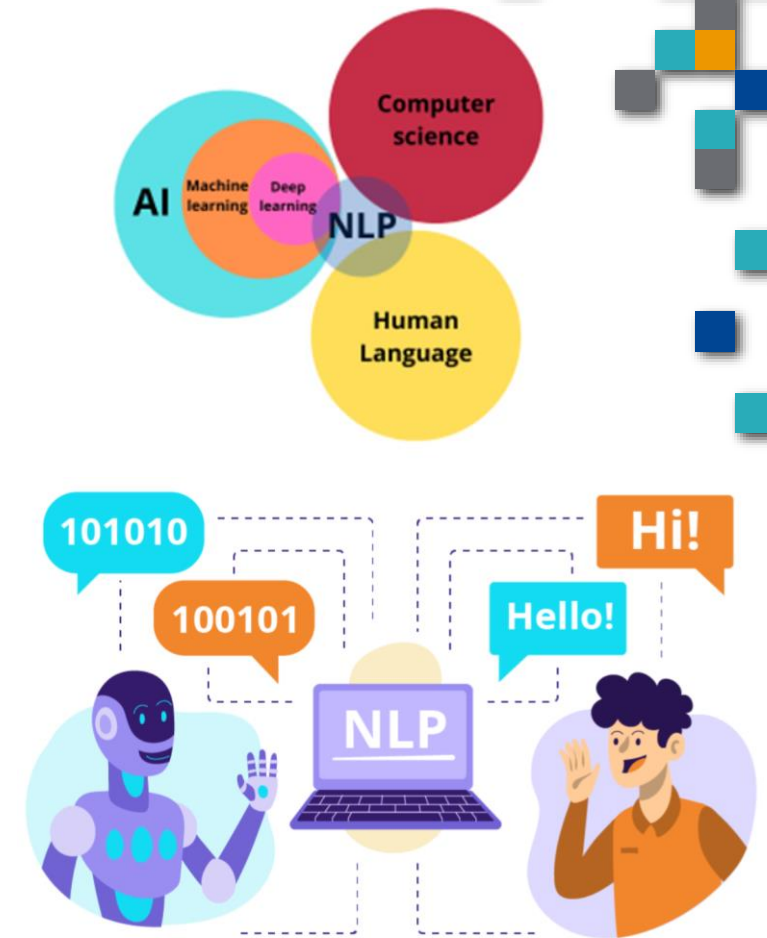 Computer
science
AI
Machine
learning
Deep
learning
NLP
Human
Language
101010
Hi!
100101
Hello!
NLP